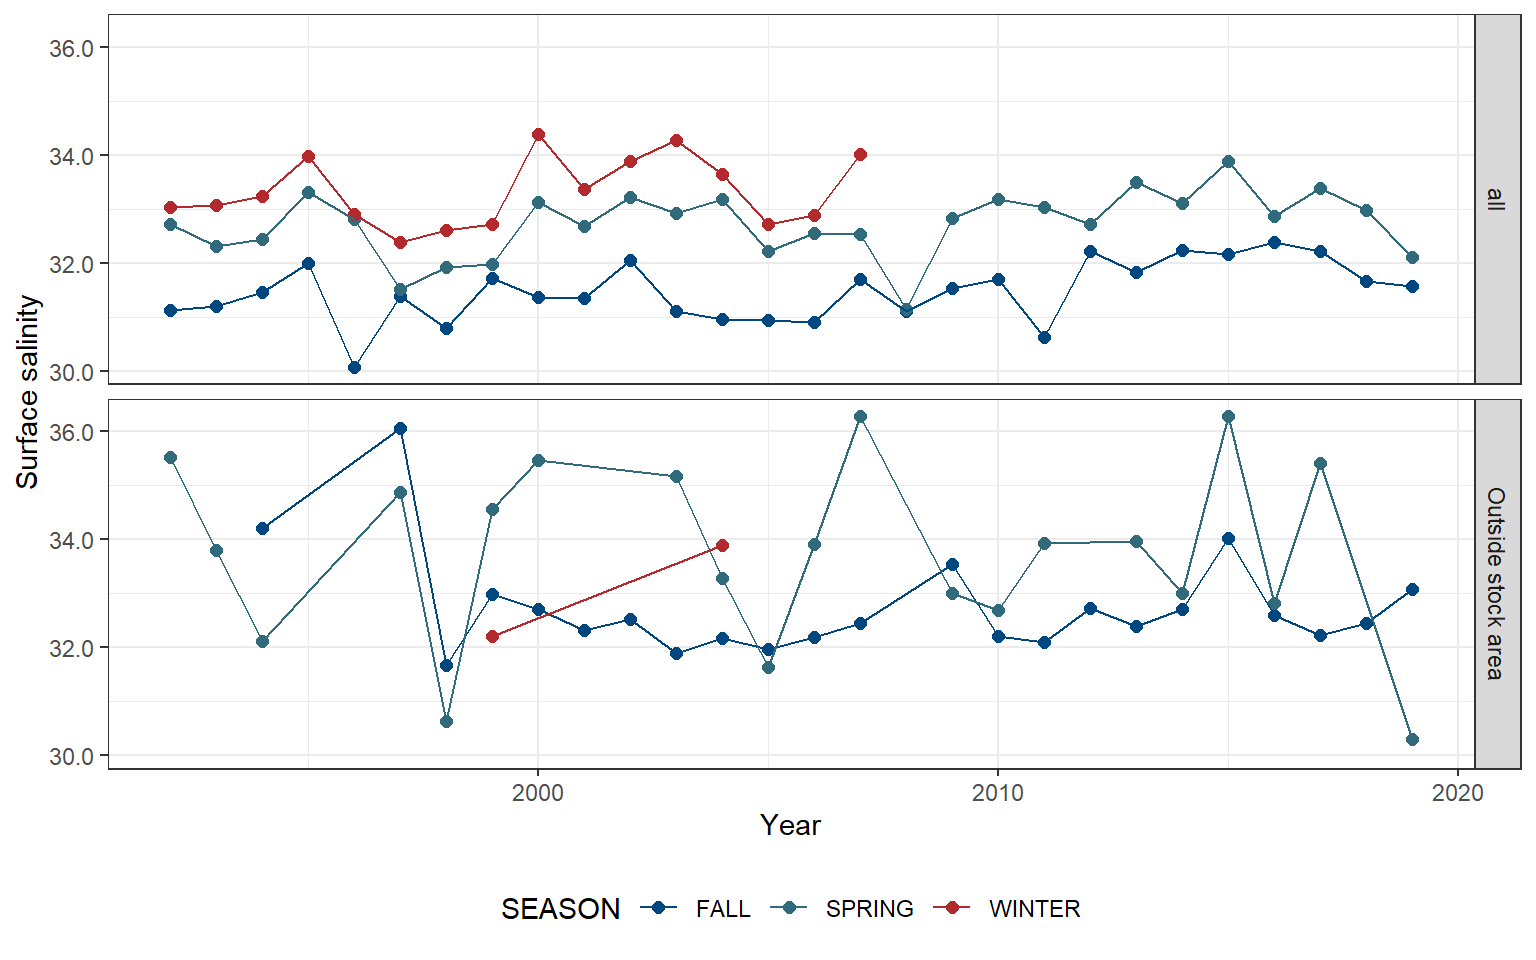 36.0
34.0
32.0
30.0
all
36.0
34.0
32.0
30.0
Outside stock area
Surface salinity
2000 2010 2020
Year
SEASON FALL SPRING WINTER